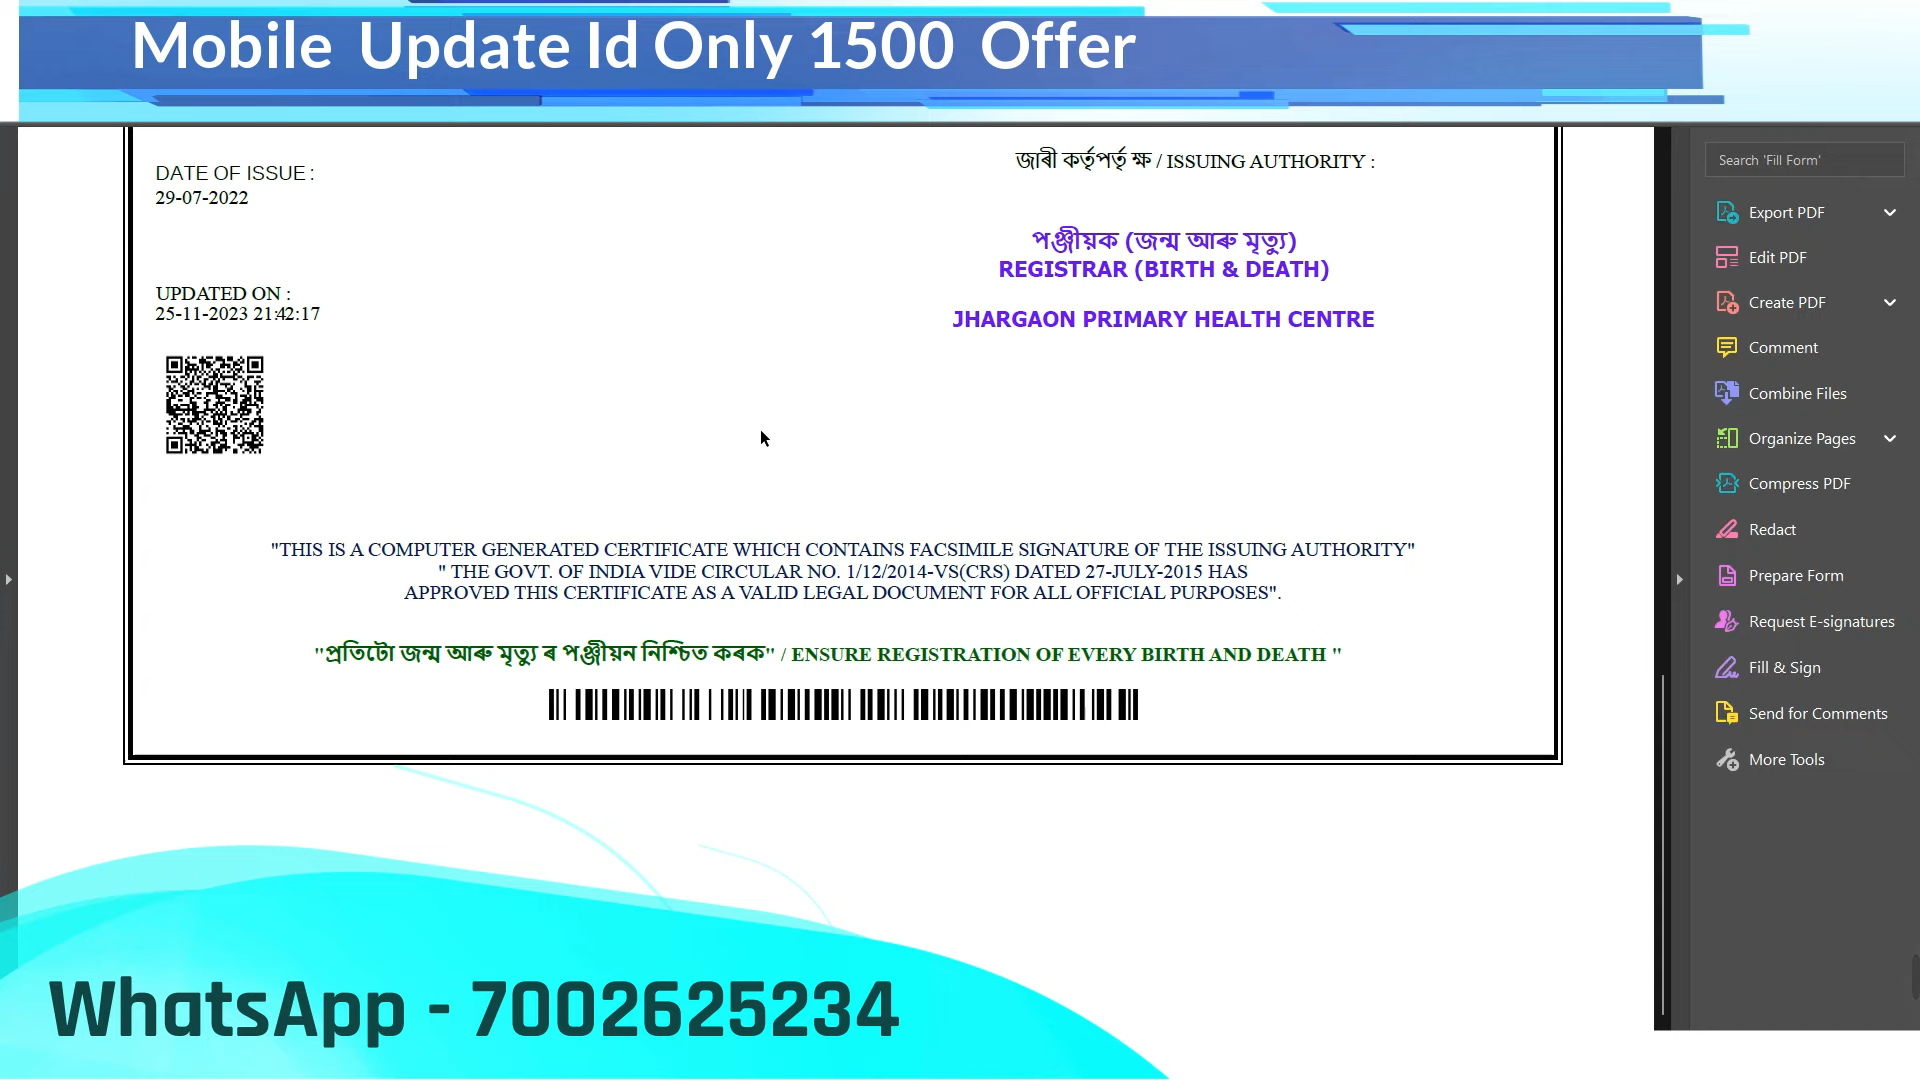 Mobile Update Id Only 1500 Offer
DATE OF ISSUE :
29-07-2022
জাৰী কৰ্তৃপৰ্তৃ ক্ষ / ISSUING AUTHORITY :
পঞ্জীয়ক (জন্ম আৰু মৃত্যু)
REGISTRAR (BIRTH & DEATH)
JHARGAON PRIMARY HEALTH CENTRE
UPDATED ON :
25-11-2023 21:42:17
"THIS IS A COMPUTER GENERATED CERTIFICATE WHICH CONTAINS FACSIMILE SIGNATURE OF THE ISSUING AUTHORITY"
" THE GOVT. OF INDIA VIDE CIRCULAR NO. 1/12/2014-VS(CRS) DATED 27-JULY-2015 HAS
APPROVED THIS CERTIFICATE AS A VALID LEGAL DOCUMENT FOR ALL OFFICIAL PURPOSES".
"প্ৰতিটো জন্ম আৰু মৃত্যু ৰ পঞ্জীয়ন নিশ্চিত কৰক" / ENSURE REGISTRATION OF EVERY BIRTH AND DEATH "
WhatsApp - 7002625234
Search 'Fill Form'
Export PDF
Edit PDF
Create PDF
Comment
Combine Files
Organize Pages
Compress PDF
Redact
Prepare Form
Request E-signatures
Fill & Sign
Send for Comments
More Tools